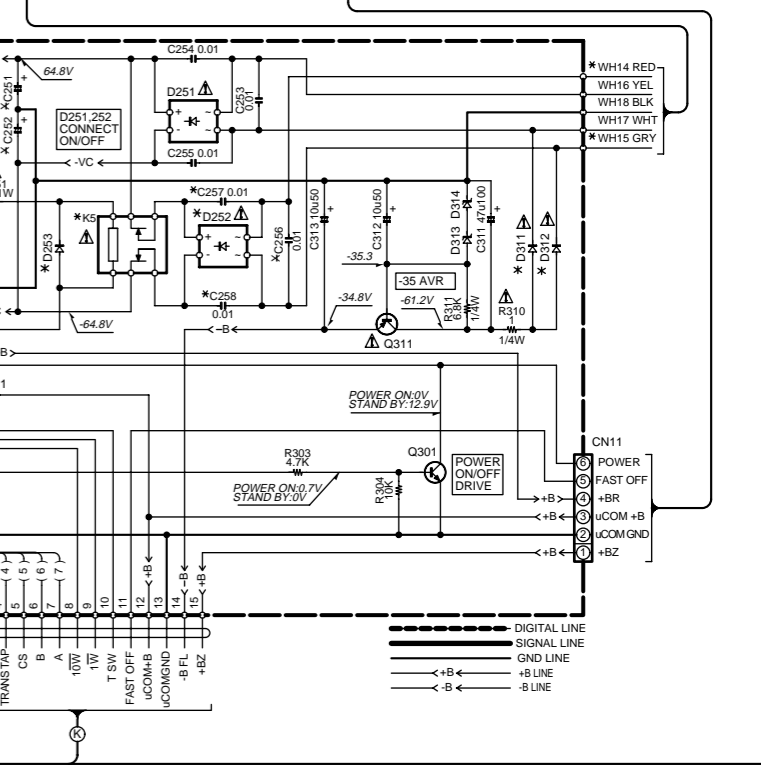 C254 0.01
64.8V
C251
+
C252
+
D251
C253
0.01
D251,252
CONNECT
ON/OFF
+ ~
- ~
C255 0.01
-VC
*WH14 RED
WH16 YEL
WH18 BLK
WH17 WHT
*WH15 GRY
1W
*K5
*D253
*C257 0.01
*D252
*C256
0.01
+ ~
- ~
*C258
0.01
-64.8V
C313 10u50
+
C312 10u50
+
D314
D313
C311 47u100
+
*D311
*D312
-35.3
-35 AVR
-34.8V
-61.2V
R311
6.8K
1/4W
R310
1
1/4W
-B
Q311
B
1
POWER ON:0V
STAND BY:12.9V
R303
4.7K
Q301
POWER
ON/OFF
DRIVE
POWER ON:0.7V
STAND BY:0V
R304
10K
CN11
6 POWER
5 FAST OFF
+B 4 +BR
+B 3 uCOM +B
2 uCOMGND
+B 1 +BZ
4 5 6 7
+B -B +B
5 6 7 8 9 10 11 12 13 14 15
TRANS TAP
CS
B
A
10W
1W
T SW
FAST OFF
uCOM+B
uCOMGND
-B FL
+BZ
K
DIGITAL LINE
SIGNAL LINE
GND LINE
+B +B LINE
-B -B LINE